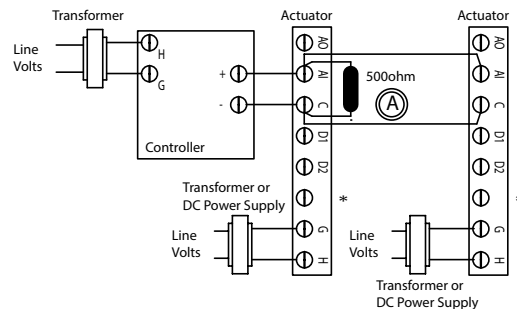 Transformer
Actuator
Actuator
Line
Volts
H
G
+
-
Controller
AO
AI
C
D1
D2
*
G
H
500ohm
A
AO
AI
C
D1
D2
*
G
H
Transformer or
DC Power Supply
Line
Volts
Line
Volts
Transformer or
DC Power Supply